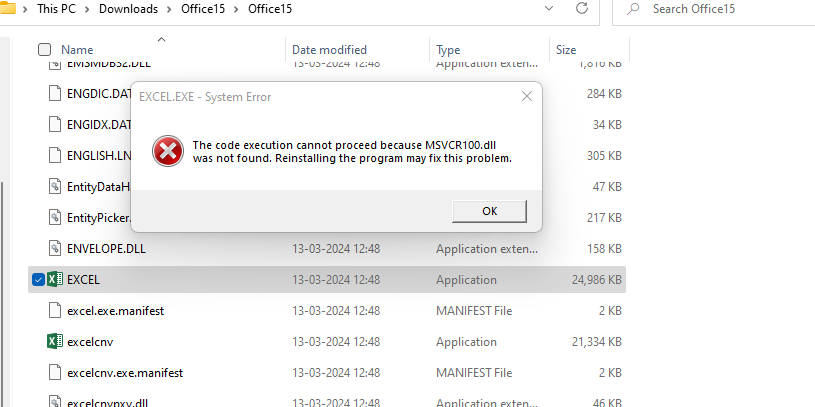 This PC > Downloads > Office15 > Office15
Search Office15
Name Date modified Type Size
EMSMDB32.DLL 13-03-2024 12:48 Application exten... 1,816 KB
ENGDIC.DAT 284 KB
ENGIDX.DAT 34 KB
ENGLISH.LN 305 KB
EntityDataH 47 KB
EntityPicker. 217 KB
EXCEL.EXE - System Error
The code execution cannot proceed because MSVCR100.dll
was not found. Reinstalling the program may fix this problem.
OK
ENVELOPE.DLL 13-03-2024 12:48 Application exten... 158 KB
EXCEL 13-03-2024 12:48 Application 24,986 KB
excel.exe.manifest 13-03-2024 12:48 MANIFEST File 2 KB
excelcnv 13-03-2024 12:48 Application 21,334 KB
excelcnv.exe.manifest 13-03-2024 12:48 MANIFEST File 2 KB
excelcnvpxy.dll 13-03-2024 12:48 Application exten... 46 KB